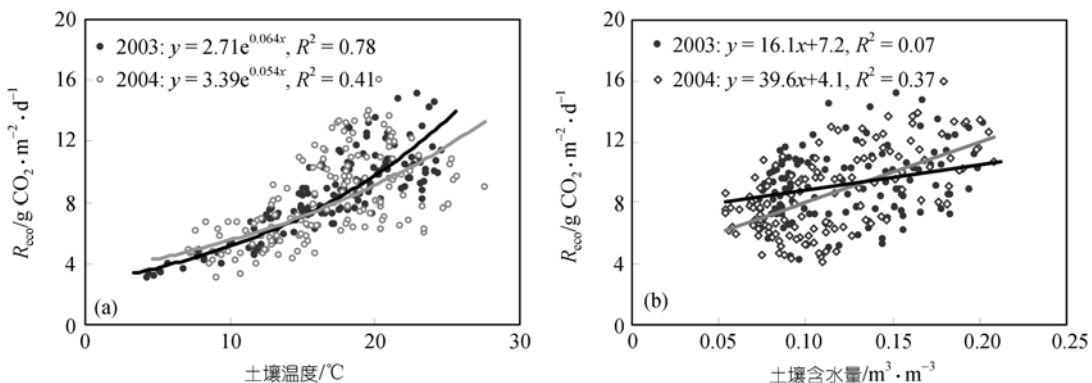 20
16
12
8
4
0
R_eco/g CO₂·m⁻²·d⁻¹
2003: y = 2.71e^{0.064x}, R² = 0.78
2004: y = 3.39e^{0.054x}, R² = 0.41
(a)
0 10 20 30
土壤温度/℃
20
16
12
8
4
0
R_eco/g CO₂·m⁻²·d⁻¹
2003: y = 16.1x+7.2, R² = 0.07
2004: y = 39.6x+4.1, R² = 0.37
(b)
0 0.05 0.10 0.15 0.20 0.25
土壤含水量/m³·m⁻³